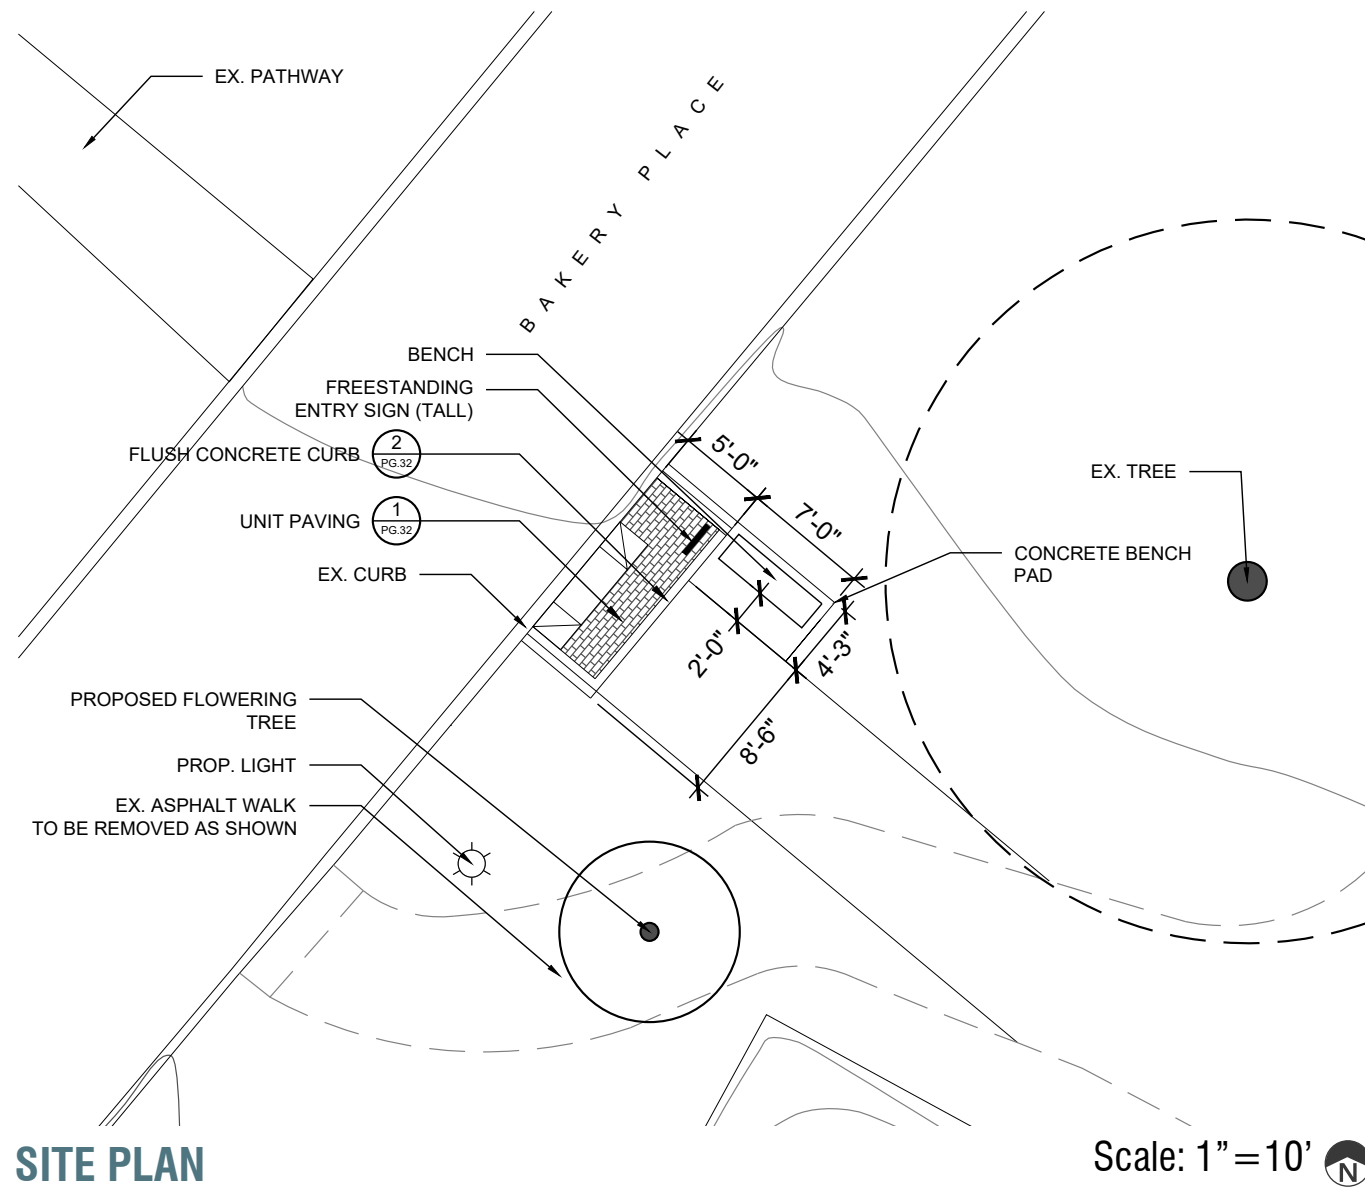 EX. PATHWAY
BAKERY PLACE
BENCH
FREESTANDING
ENTRY SIGN (TALL)
FLUSH CONCRETE CURB
2
PG.32
UNIT PAVING
1
PG.32
EX. CURB
5'-0"
7'-0"
EX. TREE
CONCRETE BENCH
PAD
2'-0"
4'-3"
8'-6"
PROPOSED FLOWERING
TREE
PROP. LIGHT
EX. ASPHALT WALK
TO BE REMOVED AS SHOWN
SITE PLAN
Scale: 1”=10’
N